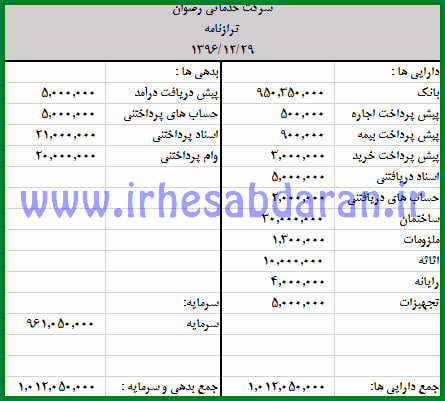 شرکت خدماتی رضوان
ترازنامه
۱۳۹۶/۱۲/۲۹
دارایی ها : بدهی ها :
بانک ۹۵۰,۳۵۰,۰۰۰ پیش دریافت درامد ۵,۰۰۰,۰۰۰
پیش پرداخت اجاره ۵۰۰,۰۰۰ حساب های پرداختنی ۵,۰۰۰,۰۰۰
پیش پرداخت بیمه ۹۰۰,۰۰۰ اسناد پرداختنی ۲۱,۰۰۰,۰۰۰
پیش پرداخت خرید ۳,۰۰۰,۰۰۰ وام پرداختنی ۲۰,۰۰۰,۰۰۰
اسناد دریافتنی ۵,۰۰۰,۰۰۰
حساب های دریافتنی ۲,۰۰۰,۰۰۰
www.irhesabdaran.ir
ساختمان ۳۰,۰۰۰,۰۰۰
ملزومات ۱,۳۰۰,۰۰۰
اثاثه ۱۰,۰۰۰,۰۰۰
رایانه ۴,۰۰۰,۰۰۰
تجهیزات ۵,۰۰۰,۰۰۰ سرمایه:
سرمایه ۹۶۱,۰۵۰,۰۰۰
جمع دارایی ها: ۱,۰۱۲,۰۵۰,۰۰۰ جمع بدهی و سرمایه : ۱,۰۱۲,۰۵۰,۰۰۰